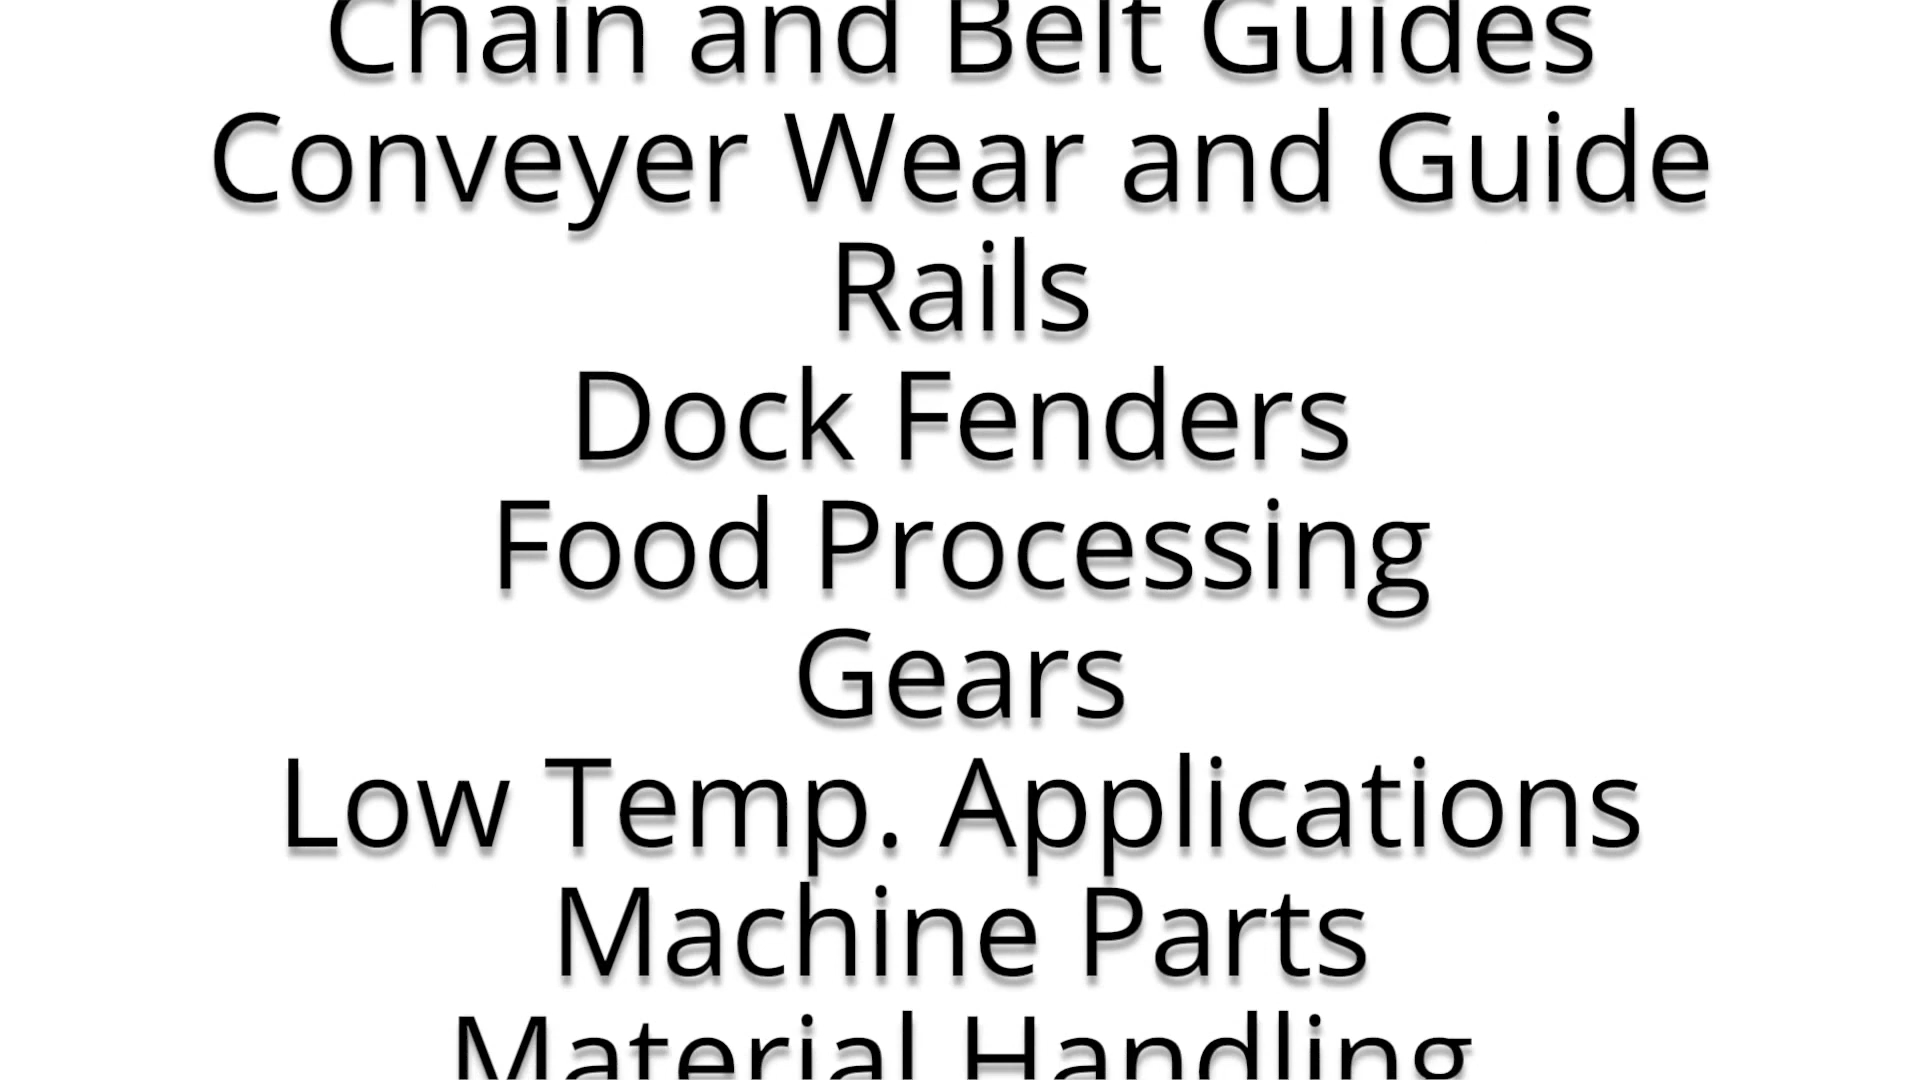 Chain and Belt Guides
Conveyer Wear and Guide
Rails
Dock Fenders
Food Processing
Gears
Low Temp. Applications
Machine Parts
Material Handling